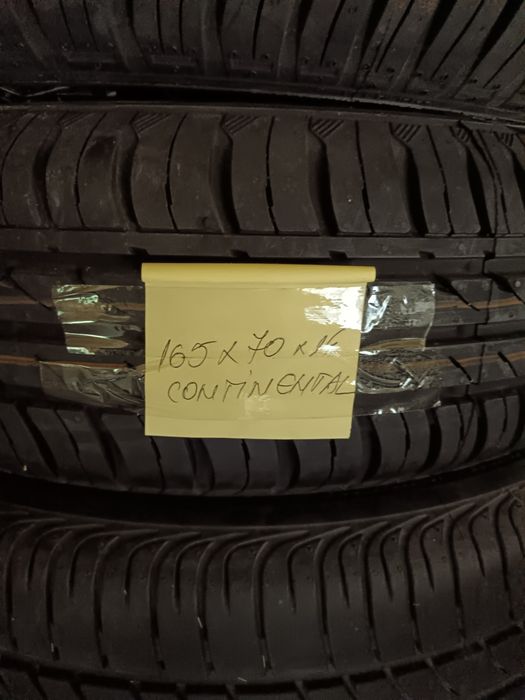 165 x 70 x 14
CONTINENTAL